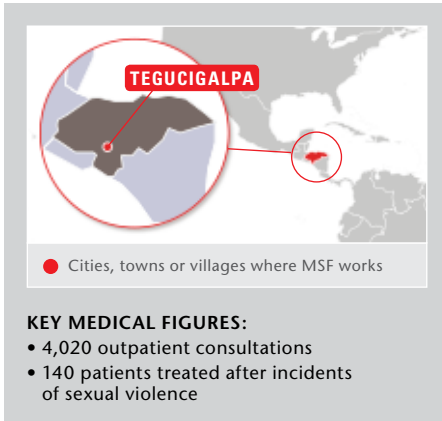 TEGUCIGALPA
Cities, towns or villages where MSF works
KEY MEDICAL FIGURES:
• 4,020 outpatient consultations
• 140 patients treated after incidents
of sexual violence